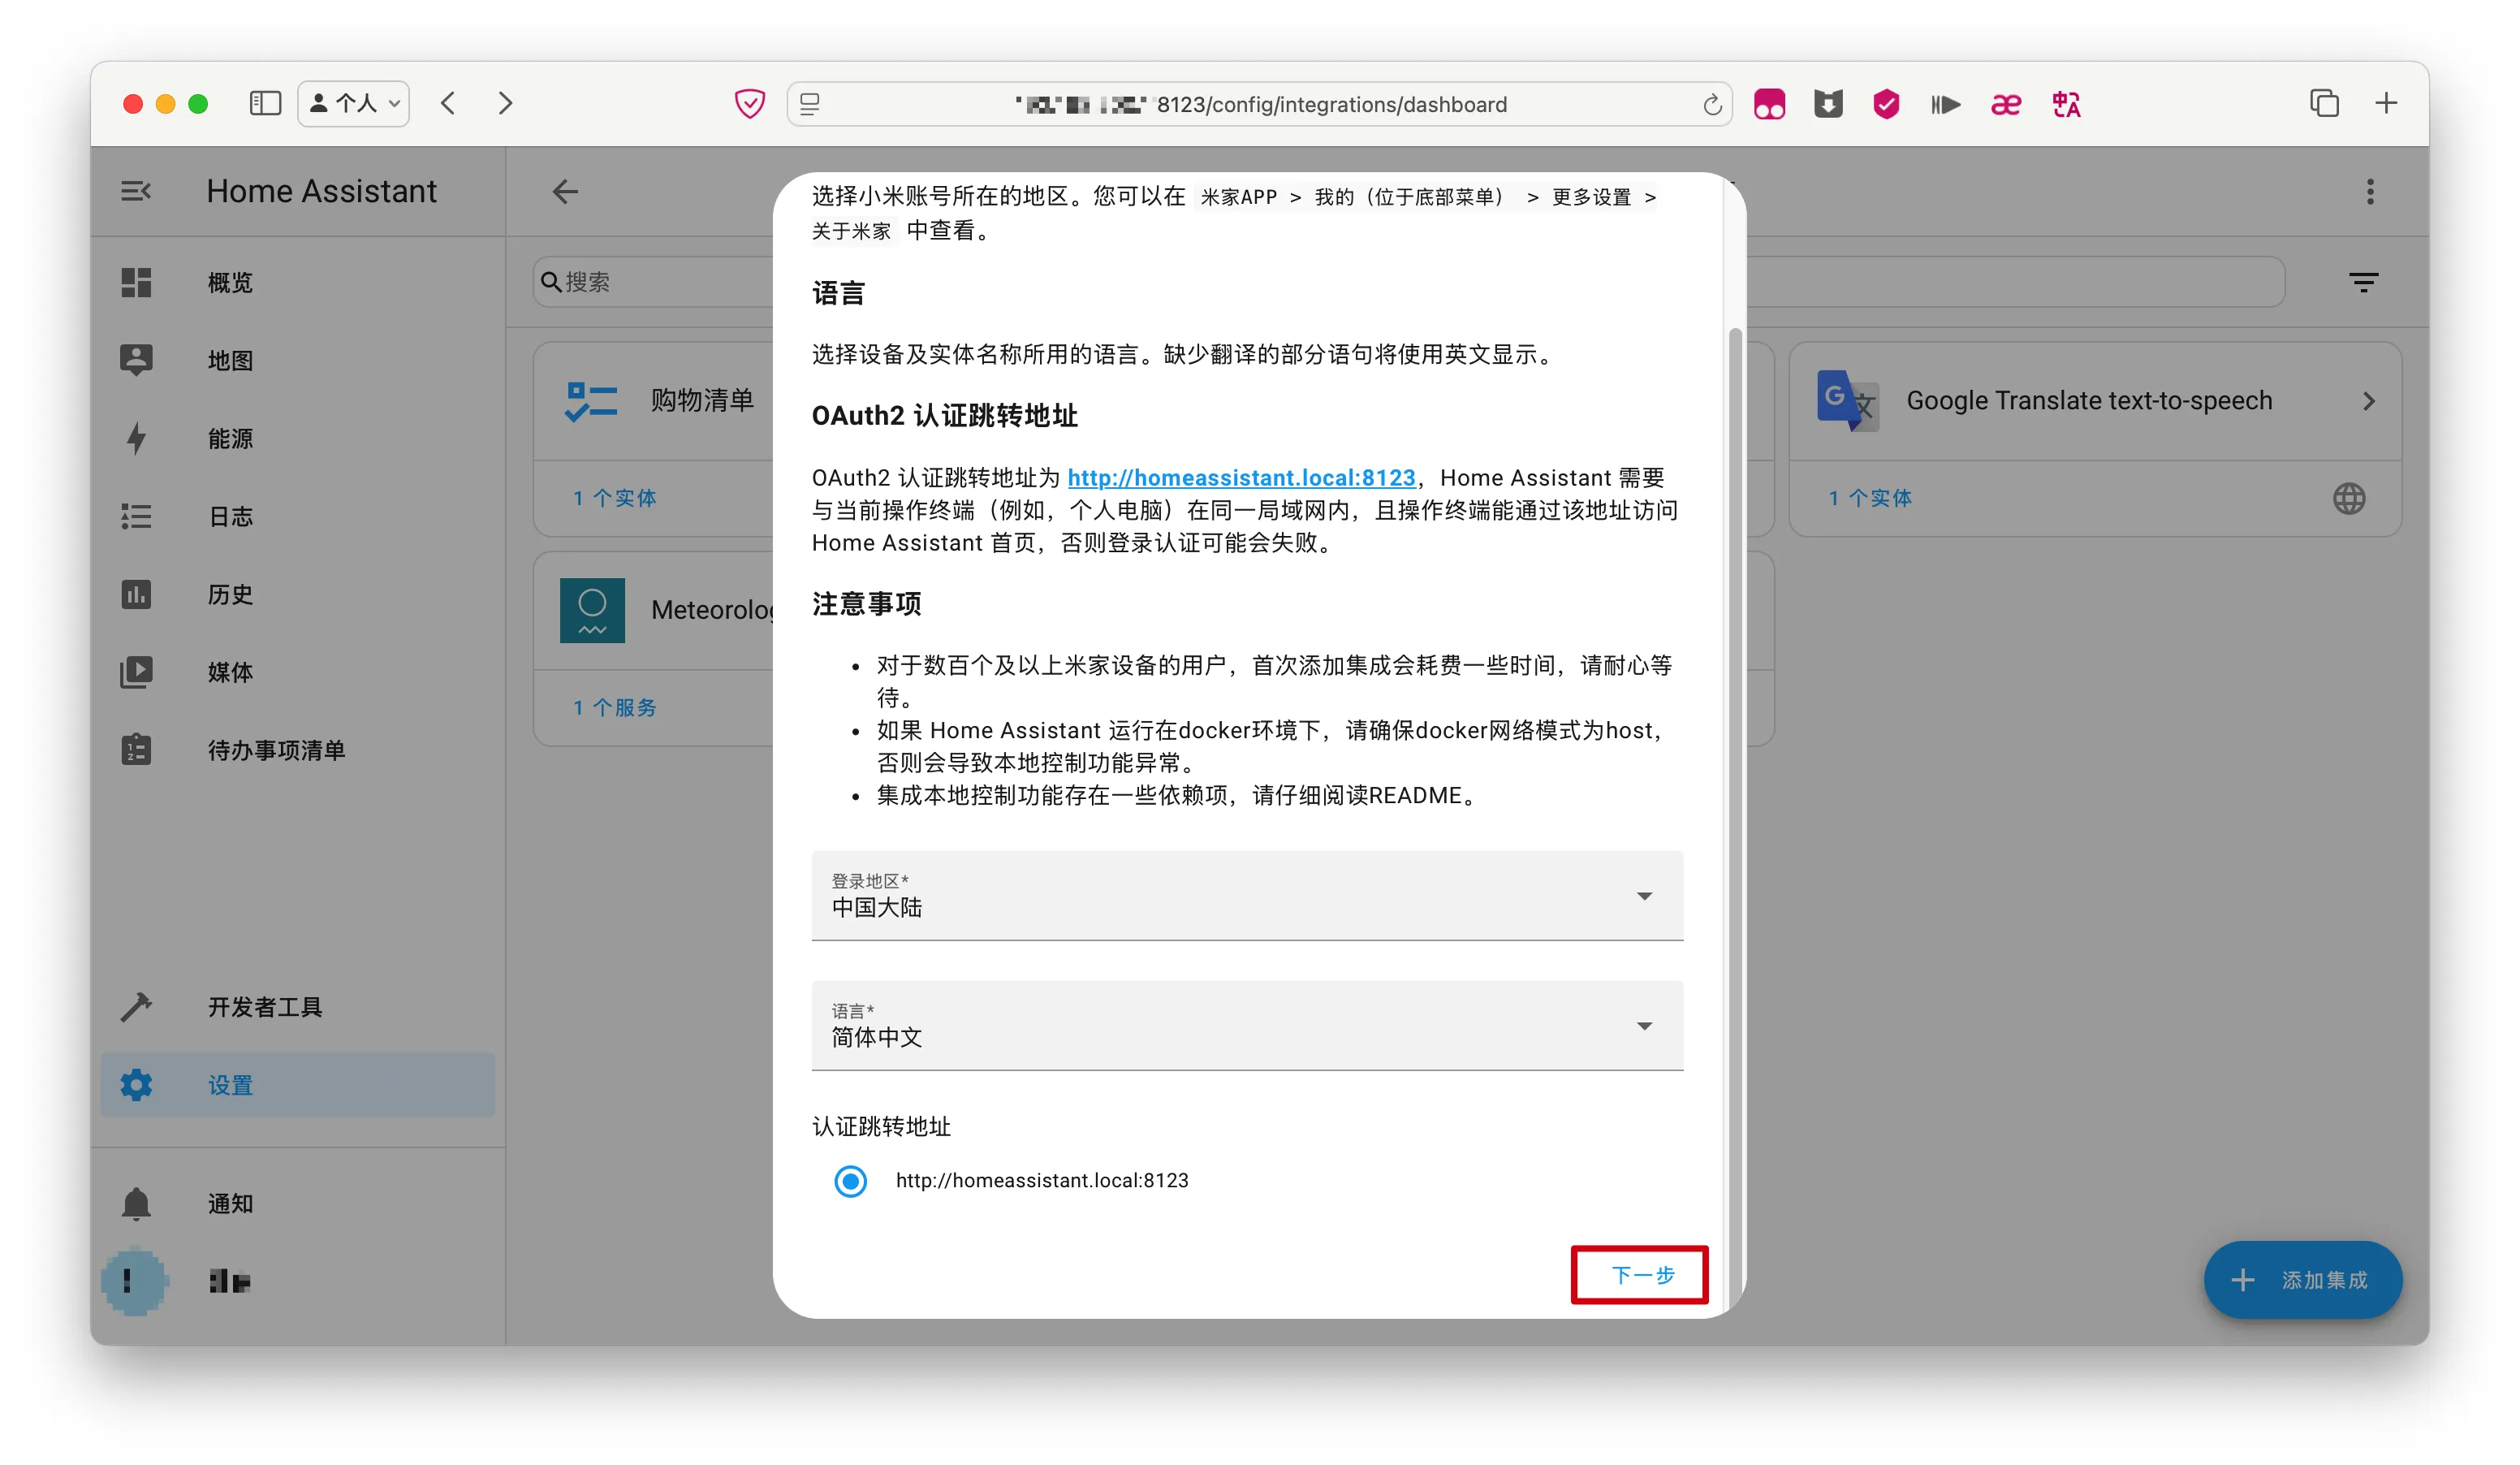 个人
8123/config/integrations/dashboard
Home Assistant
概览
地图
能源
日志
历史
媒体
待办事项清单
开发者工具
设置
通知
搜索
购物清单
1 个实体
Meteorolog
1 个服务
Google Translate text-to-speech
1 个实体
添加集成
选择小米账号所在的地区。您可以在 米家APP > 我的（位于底部菜单） > 更多设置 >
关于米家 中查看。
语言
选择设备及实体名称所用的语言。缺少翻译的部分语句将使用英文显示。
OAuth2 认证跳转地址
OAuth2 认证跳转地址为 http://homeassistant.local:8123，Home Assistant 需要
与当前操作终端（例如，个人电脑）在同一局域网内，且操作终端能通过该地址访问
Home Assistant 首页，否则登录认证可能会失败。
注意事项
• 对于数百个及以上米家设备的用户，首次添加集成会耗费一些时间，请耐心等
待。
• 如果 Home Assistant 运行在docker环境下，请确保docker网络模式为host，
否则会导致本地控制功能异常。
• 集成本地控制功能存在一些依赖项，请仔细阅读README。
登录地区*
中国大陆
语言*
简体中文
认证跳转地址
http://homeassistant.local:8123
下一步